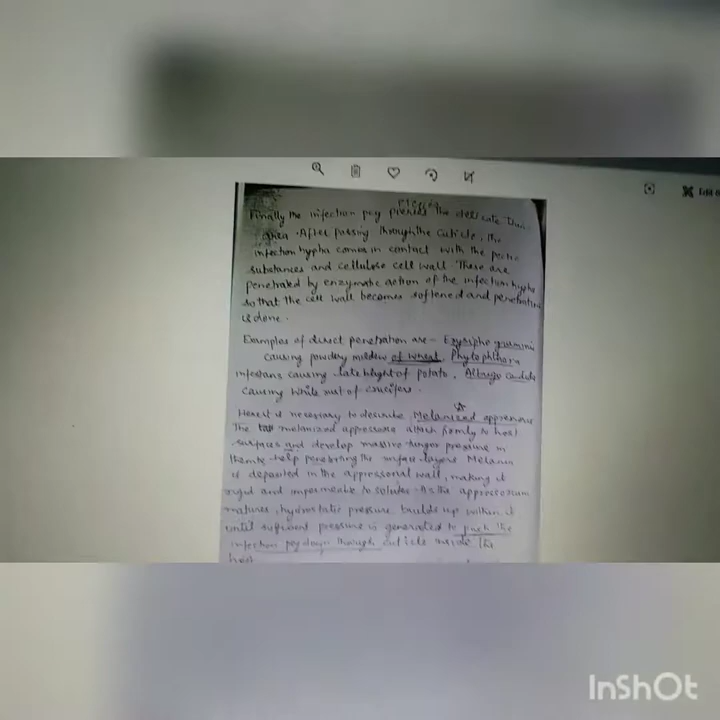 Edit
Pierces
Finally the infection peg pierces the delicate thin
area. After passing through the cuticle, the
infection hypha comes in contact with the pectic
substances and cellulose cell wall. These are
penetrated by enzymatic action of the infection hypha
so that the cell wall becomes softened and penetration
is done.
Examples of direct penetration are - Erysiphe graminis
causing powdery mildew of wheat, Phytophthora
infestans causing late blight of potato, Albugo candida
causing white rust of crucifers.
Here it is necessary to describe Melanized appressoria
The melanized appressoria attach firmly to host
surfaces and develop massive turgor pressure in
them to help penetrating the surface layers Melanin
is deposited in the appressorial wall, making it
rigid and impermeable to solutes. As the appressorium
matures, hydrostatic pressure builds up within it
until sufficient pressure is generated to push the
infection peg down through cuticle inside the
host
InShOt